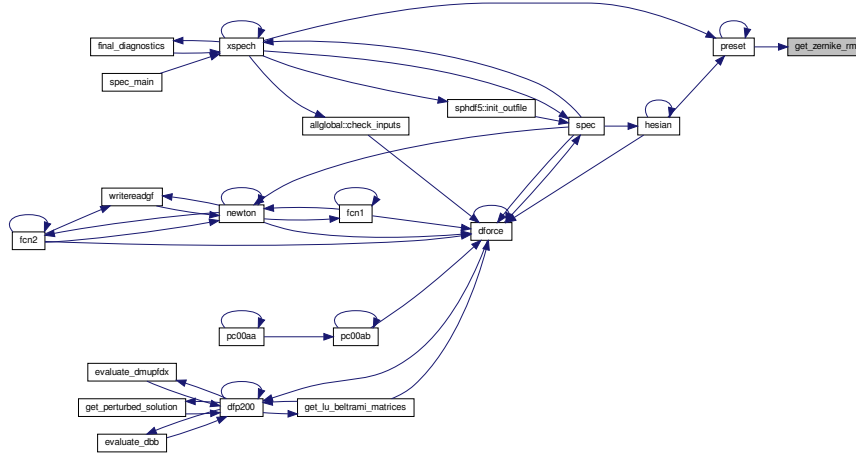 final_diagnostics
xspech
preset
get_zernike_rm
spec_main
sphdf5::init_outfile
allglobal::check_inputs
spec
hesian
writereadgf
newton
fcn1
fcn2
dforce
pc00aa
pc00ab
evaluate_dmupfdx
get_perturbed_solution
dfp200
get_lu_beltrami_matrices
evaluate_dbb